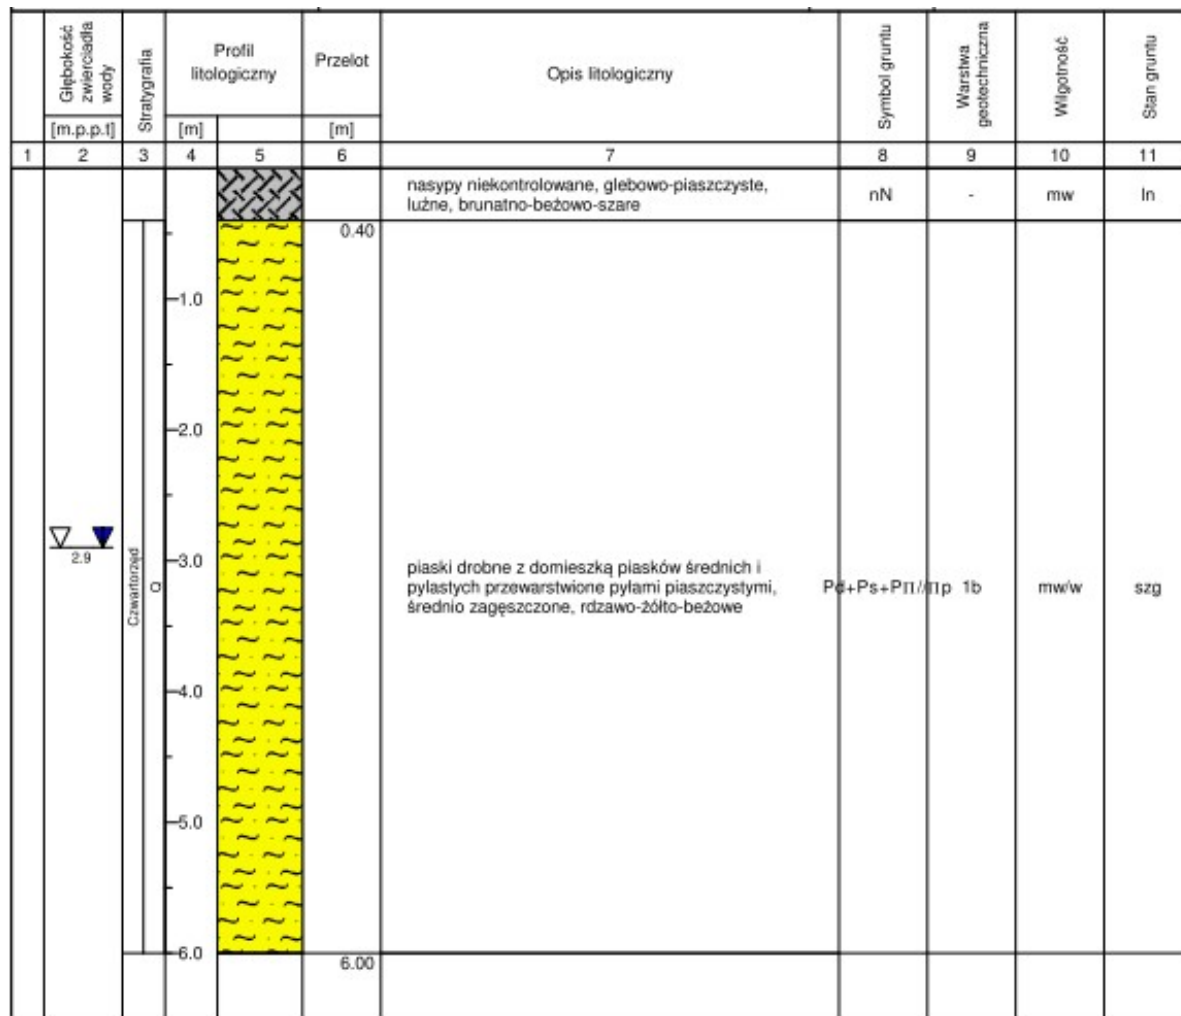 Głębokość
zwierciadła
wody
[m.p.p.t]
Stratygrafia
Profil
litologiczny
[m]
Przelot
[m]
Opis litologiczny
Symbol gruntu
Warstwa
geotechniczna
Wilgotność
Stan gruntu
1 2 3 4 5 6 7 8 9 10 11
nasypy niekontrolowane, glebowo-piaszczyste,
luźne, brunatno-beżowo-szare
nN - mw ln
0.40
1.0
2.0
2.9
3.0
Czwartorzęd
Q
piaski drobne z domieszką piasków średnich i
pylastych przewarstwione pyłami piaszczystymi,
średnio zagęszczone, rdzawo-żółto-beżowe
Pd+Ps+PΠ//Πp 1b mw/w szg
4.0
5.0
6.0
6.00